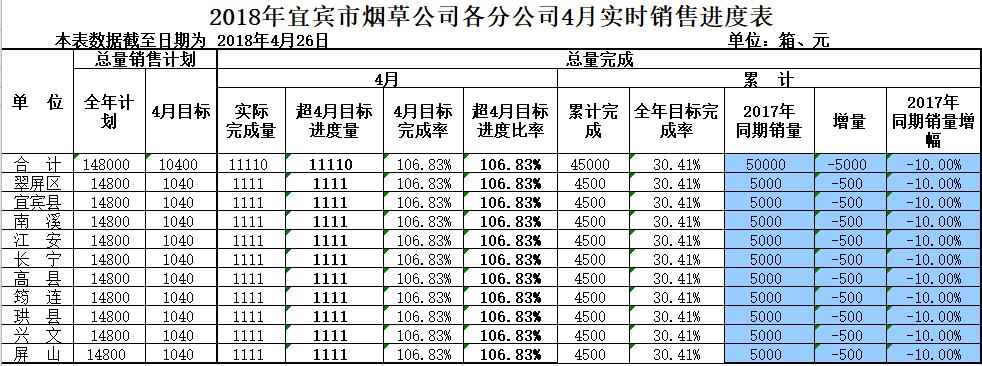 2018年宜宾市烟草公司各分公司4月实时销售进度表
本表数据截至日期为 2018年4月26日 单位：箱、元
单 位 总量销售计划 总量完成
4月 累 计
全年计划 4月目标 实际完成量 超4月目标进度量 4月目标完成率 超4月目标进度比率 累计完成 全年目标完成率 2017年同期销量 增量 2017年同期销量增幅
合 计 148000 10400 11110 11110 106.83% 106.83% 45000 30.41% 50000 -5000 -10.00%
翠屏区 14800 1040 1111 1111 106.83% 106.83% 4500 30.41% 5000 -500 -10.00%
宜宾县 14800 1040 1111 1111 106.83% 106.83% 4500 30.41% 5000 -500 -10.00%
南 溪 14800 1040 1111 1111 106.83% 106.83% 4500 30.41% 5000 -500 -10.00%
江 安 14800 1040 1111 1111 106.83% 106.83% 4500 30.41% 5000 -500 -10.00%
长 宁 14800 1040 1111 1111 106.83% 106.83% 4500 30.41% 5000 -500 -10.00%
高 县 14800 1040 1111 1111 106.83% 106.83% 4500 30.41% 5000 -500 -10.00%
筠 连 14800 1040 1111 1111 106.83% 106.83% 4500 30.41% 5000 -500 -10.00%
珙 县 14800 1040 1111 1111 106.83% 106.83% 4500 30.41% 5000 -500 -10.00%
兴 文 14800 1040 1111 1111 106.83% 106.83% 4500 30.41% 5000 -500 -10.00%
屏 山 14800 1040 1111 1111 106.83% 106.83% 4500 30.41% 5000 -500 -10.00%